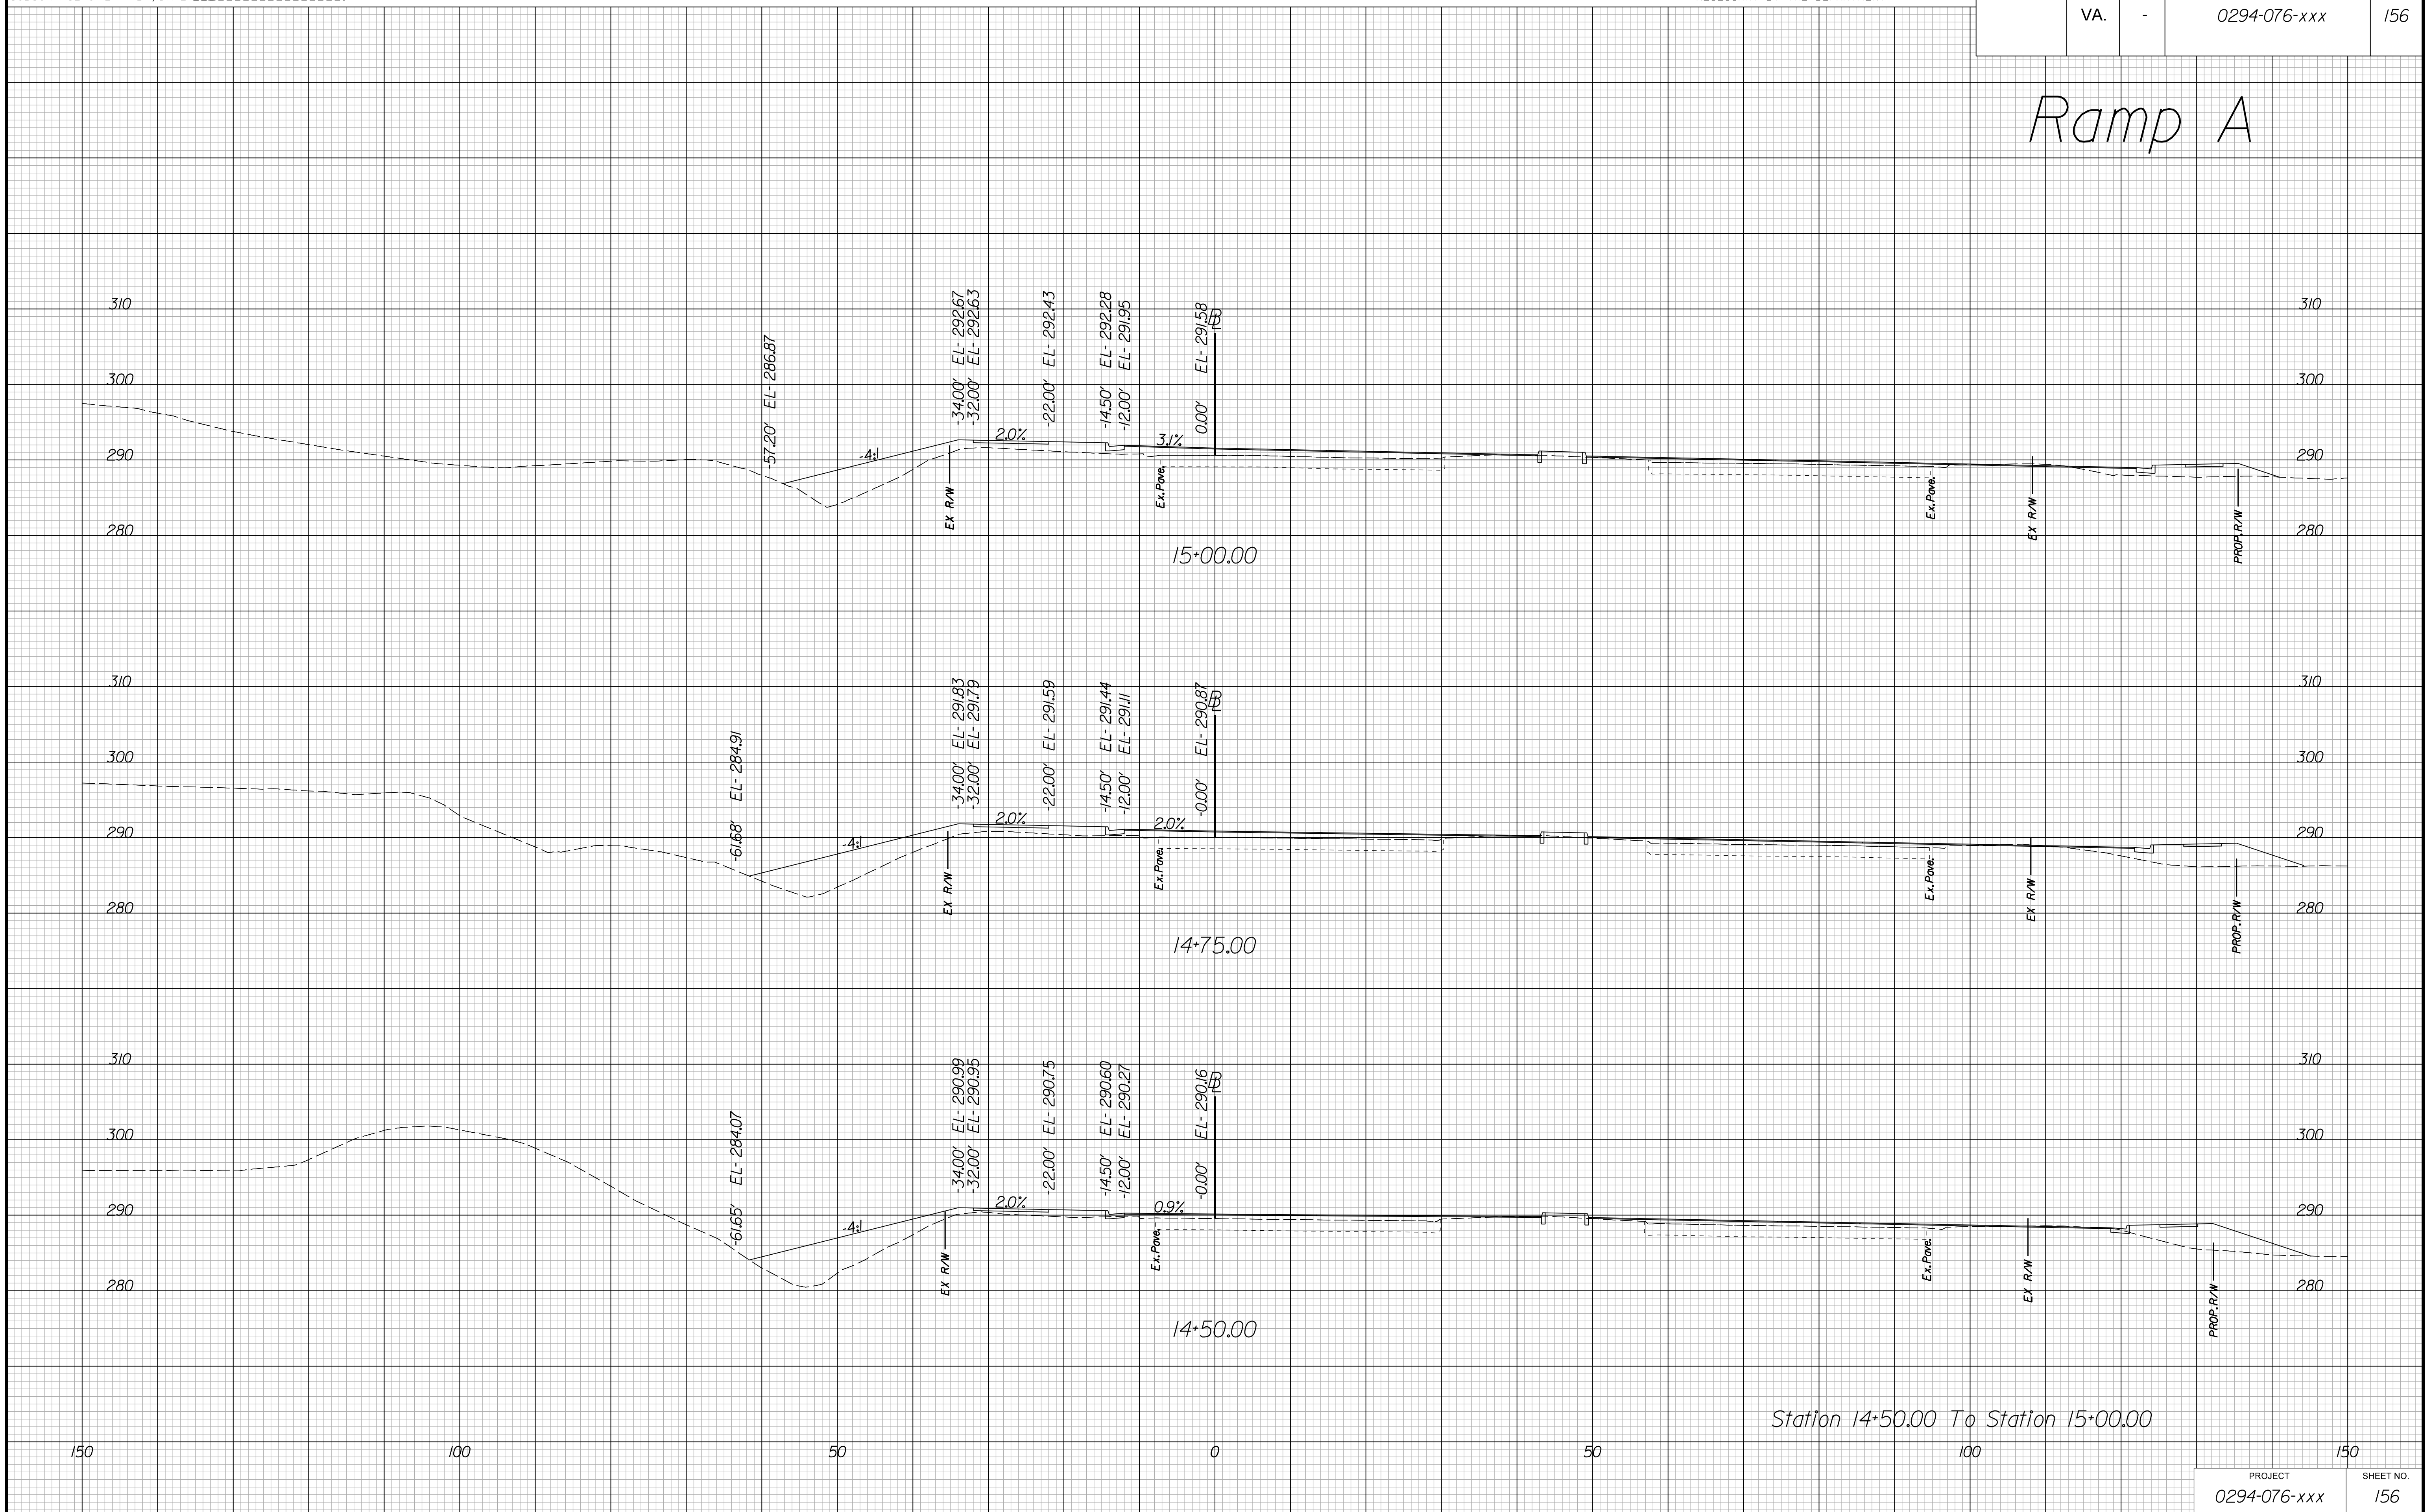 VA. - 0294-076-xxx 156
Ramp A
310 310
300 300
290 290
280 280
-57.20' EL- 286.87
-34.00' EL- 292.67
-32.00' EL- 292.63
-22.00' EL- 292.43
-14.50' EL- 292.28
-12.00' EL- 291.95
0.00' EL- 291.58
-4:1
2.0%
3.1%
EX R/W
Ex.Pave.
Ex.Pave.
EX R/W
PROP.R/W
15+00.00
310 310
300 300
290 290
280 280
-61.68' EL- 284.91
-34.00' EL- 291.83
-32.00' EL- 291.79
-22.00' EL- 291.59
-14.50' EL- 291.44
-12.00' EL- 291.11
-0.00' EL- 290.87
-4:1
2.0%
2.0%
EX R/W
Ex.Pave.
Ex.Pave.
EX R/W
PROP.R/W
14+75.00
310 310
300 300
290 290
280 280
-61.65' EL- 284.07
-34.00' EL- 290.99
-32.00' EL- 290.95
-22.00' EL- 290.75
-14.50' EL- 290.60
-12.00' EL- 290.27
-0.00' EL- 290.16
-4:1
2.0%
0.9%
EX R/W
Ex.Pave.
Ex.Pave.
EX R/W
PROP.R/W
14+50.00
Station 14+50.00 To Station 15+00.00
150 100 50 0 50 100 150
PROJECT SHEET NO.
0294-076-xxx 156